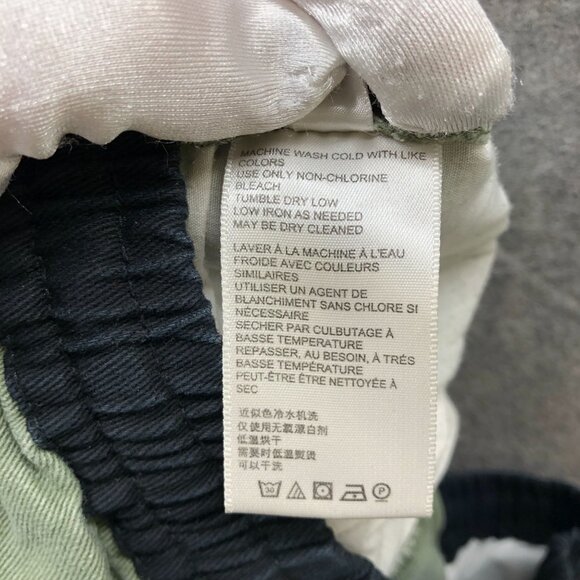 MACHINE WASH COLD WITH LIKE
COLORS
USE ONLY NON-CHLORINE
BLEACH
TUMBLE DRY LOW
LOW IRON AS NEEDED
MAY BE DRY CLEANED
LAVER À LA MACHINE À L'EAU
FROIDE AVEC COULEURS
SIMILAIRES
UTILISER UN AGENT DE
BLANCHIMENT SANS CHLORE SI
NÉCESSAIRE
SECHER PAR CULBUTAGE À
BASSE TEMPERATURE
REPASSER, AU BESOIN, À TRÉS
BASSE TEMPÉRATURE
PEUT-ÊTRE ÊTRE NETTOYÉE À
SEC
近似色冷水机洗
仅使用无氯漂白剂
低温烘干
需要时低温熨烫
可以干洗
30 P